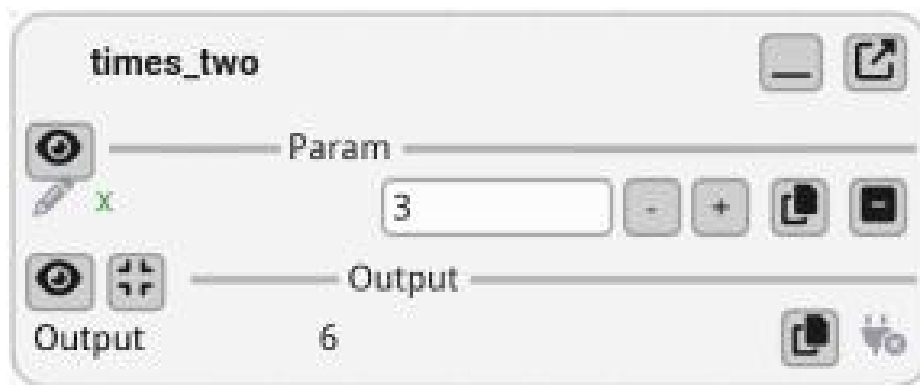 times_two
Param
x 3 - +
Output
Output 6